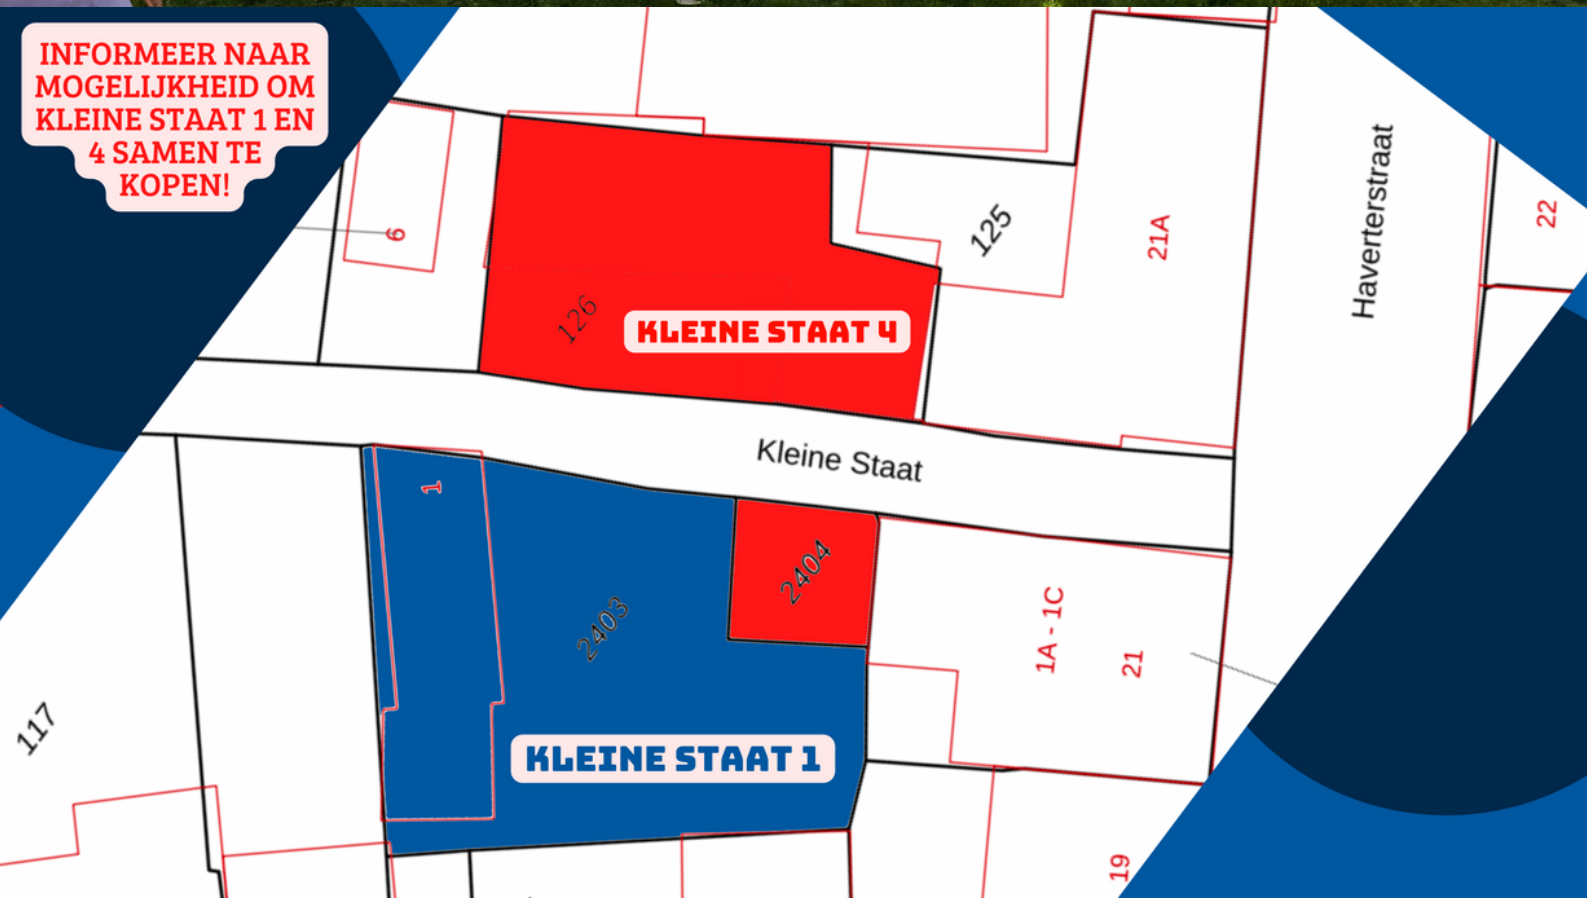 INFORMEER NAAR
MOGELIJKHEID OM
KLEINE STAAT 1 EN
4 SAMEN TE
KOPEN!
6
125
21A
Haverterstraat
22
126
KLEINE STAAT 4
Kleine Staat
1
2404
2403
1A - 1C
21
117
KLEINE STAAT 1
19